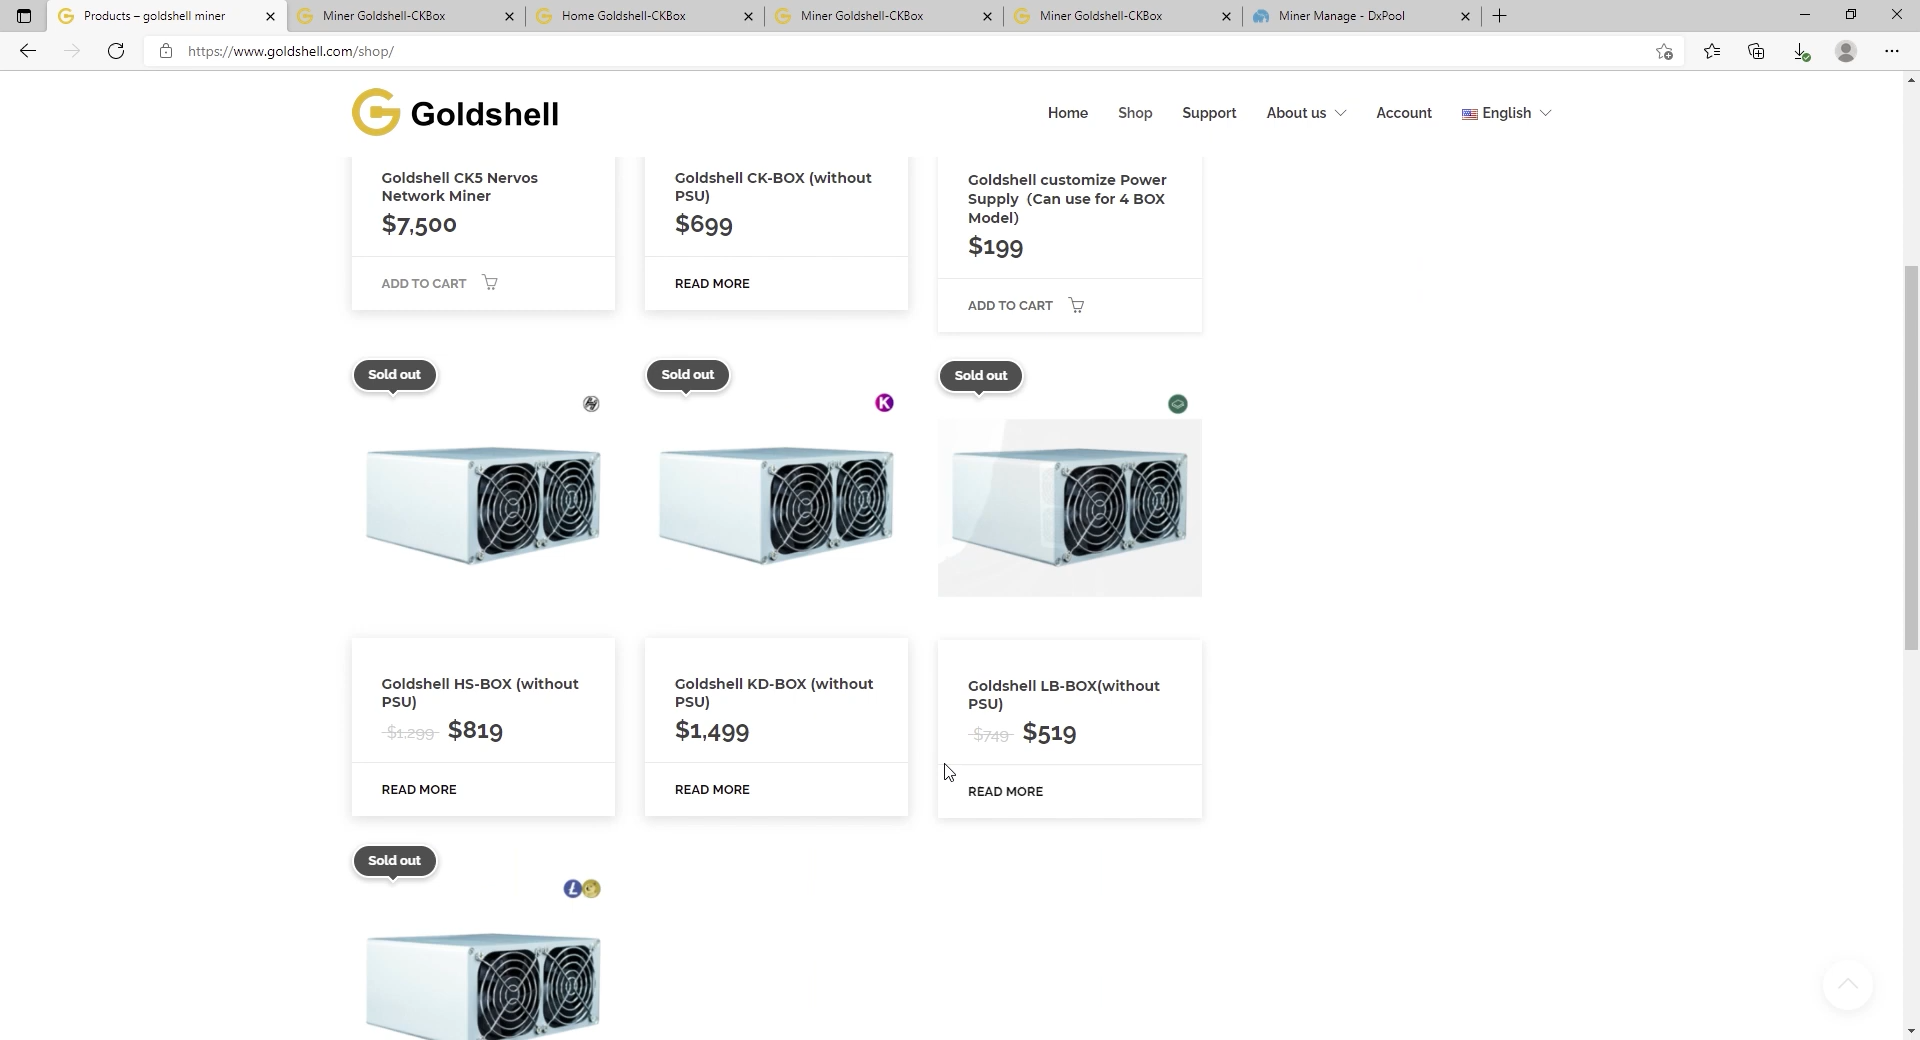 Products – goldshell miner
Miner Goldshell-CKBox
Home Goldshell-CKBox
Miner Goldshell-CKBox
Miner Goldshell-CKBox
Miner Manage - DxPool
https://www.goldshell.com/shop/
Goldshell
Home
Shop
Support
About us
Account
English
Goldshell CK5 Nervos
Network Miner
$7,500
ADD TO CART
Goldshell CK-BOX (without
PSU)
$699
READ MORE
Goldshell customize Power
Supply（Can use for 4 BOX
Model）
$199
ADD TO CART
Sold out
Sold out
K
Sold out
Goldshell HS-BOX (without
PSU)
$1,299 $819
READ MORE
Goldshell KD-BOX (without
PSU)
$1,499
READ MORE
Goldshell LB-BOX(without
PSU)
$749 $519
READ MORE
Sold out